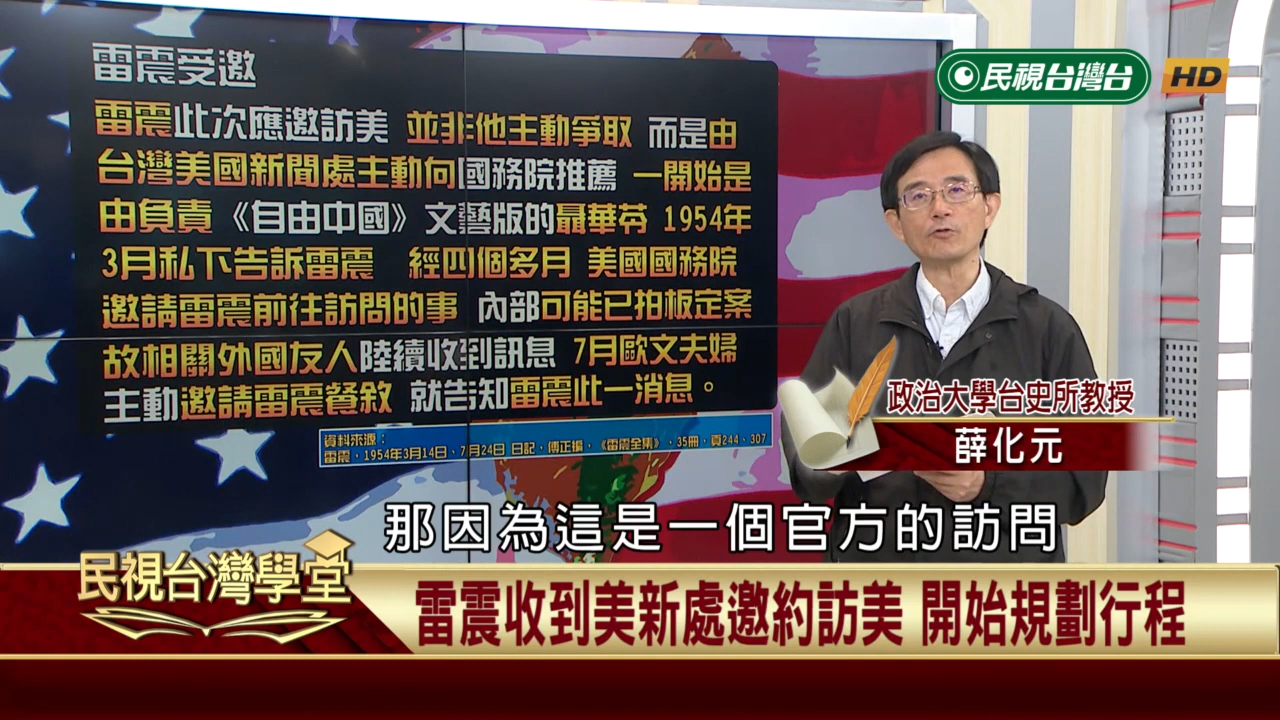 雷震受邀
民視台灣台 HD
雷震此次應邀訪美 並非他主動爭取 而是由
台灣美國新聞處主動向國務院推薦 一開始是
由負責《自由中國》文藝版的聶華苓 1954年
3月私下告訴雷震 經四個多月 美國國務院
邀請雷震前往訪問的事 內部可能已拍板定案
故相關外國友人陸續收到訊息 7月歐文夫婦
主動邀請雷震餐敘 就告知雷震此一消息。
資料來源：
雷震，1954年3月14日、7月24日 日記，傅正編，《雷震全集》，35冊，頁244、307
政治大學台史所教授
薛化元
那因為這是一個官方的訪問
民視台灣學堂
雷震收到美新處邀約訪美 開始規劃行程